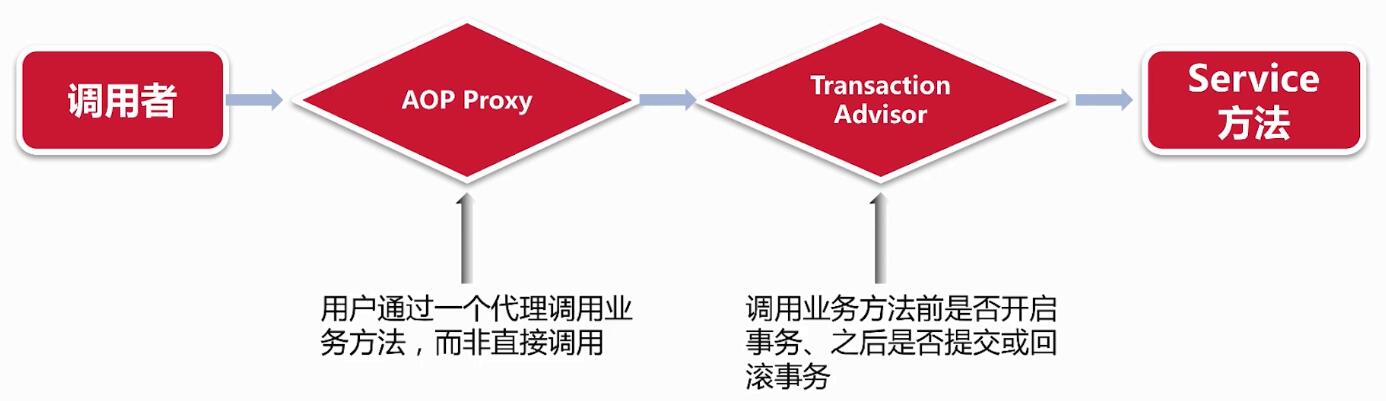 调用者
AOP Proxy
Transaction
Advisor
Service
方法
用户通过一个代理调用业
务方法，而非直接调用
调用业务方法前是否开启
事务、之后是否提交或回
滚事务